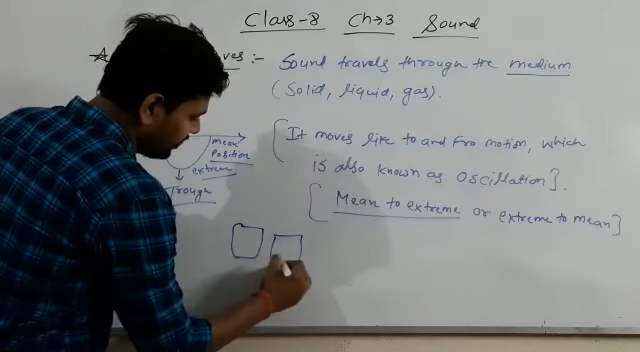 Class-8 Ch→3 Sound
:- Sound travels through the medium
(Solid, liquid, gas).
[It moves like to and fro motion, which
is also known as oscillation].
[Mean to extreme or extreme to mean]
mean
Position
extreme
Trough